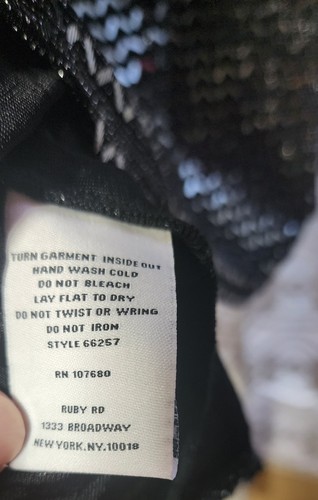 TURN GARMENT INSIDE OUT
HAND WASH COLD
DO NOT BLEACH
LAY FLAT TO DRY
DO NOT TWIST OR WRING
DO NOT IRON
STYLE 66257
RN 107680
RUBY RD
1333 BROADWAY
NEW YORK.NY.10018